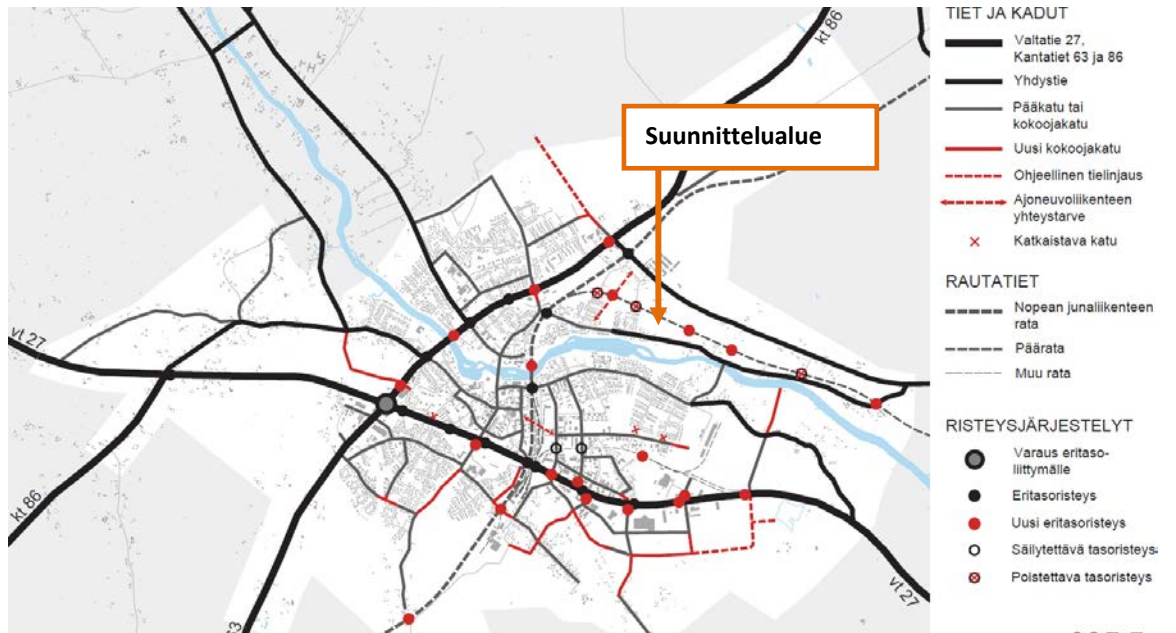 kt 86
Suunnittelualue
vt 27
kt 86
vt 27
TIET JA KADUT
Valtatie 27,
Kantatiet 63 ja 86
Yhdystie
Pääkatu tai
kokoojakatu
Uusi kokoojakatu
Ohjeellinen tielinjaus
Ajoneuvoliikenteen
yhteystarve
Katkaistava katu
RAUTATIET
Nopean junaliikenteen
rata
Päärata
Muu rata
RISTEYSJÄRJESTELYT
Varaus eritaso-
liittymälle
Eritasoristeys
Uusi eritasoristeys
Säilytettävä tasoristeys
Poistettava tasoristeys